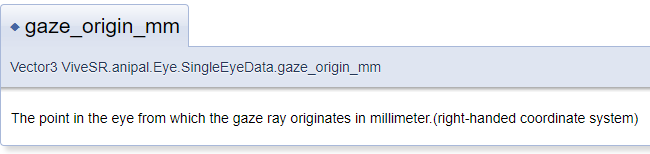 gaze_origin_mm
Vector3 ViveSR.anipal.Eye.SingleEyeData.gaze_origin_mm
The point in the eye from which the gaze ray originates in millimeter.(right-handed coordinate system)